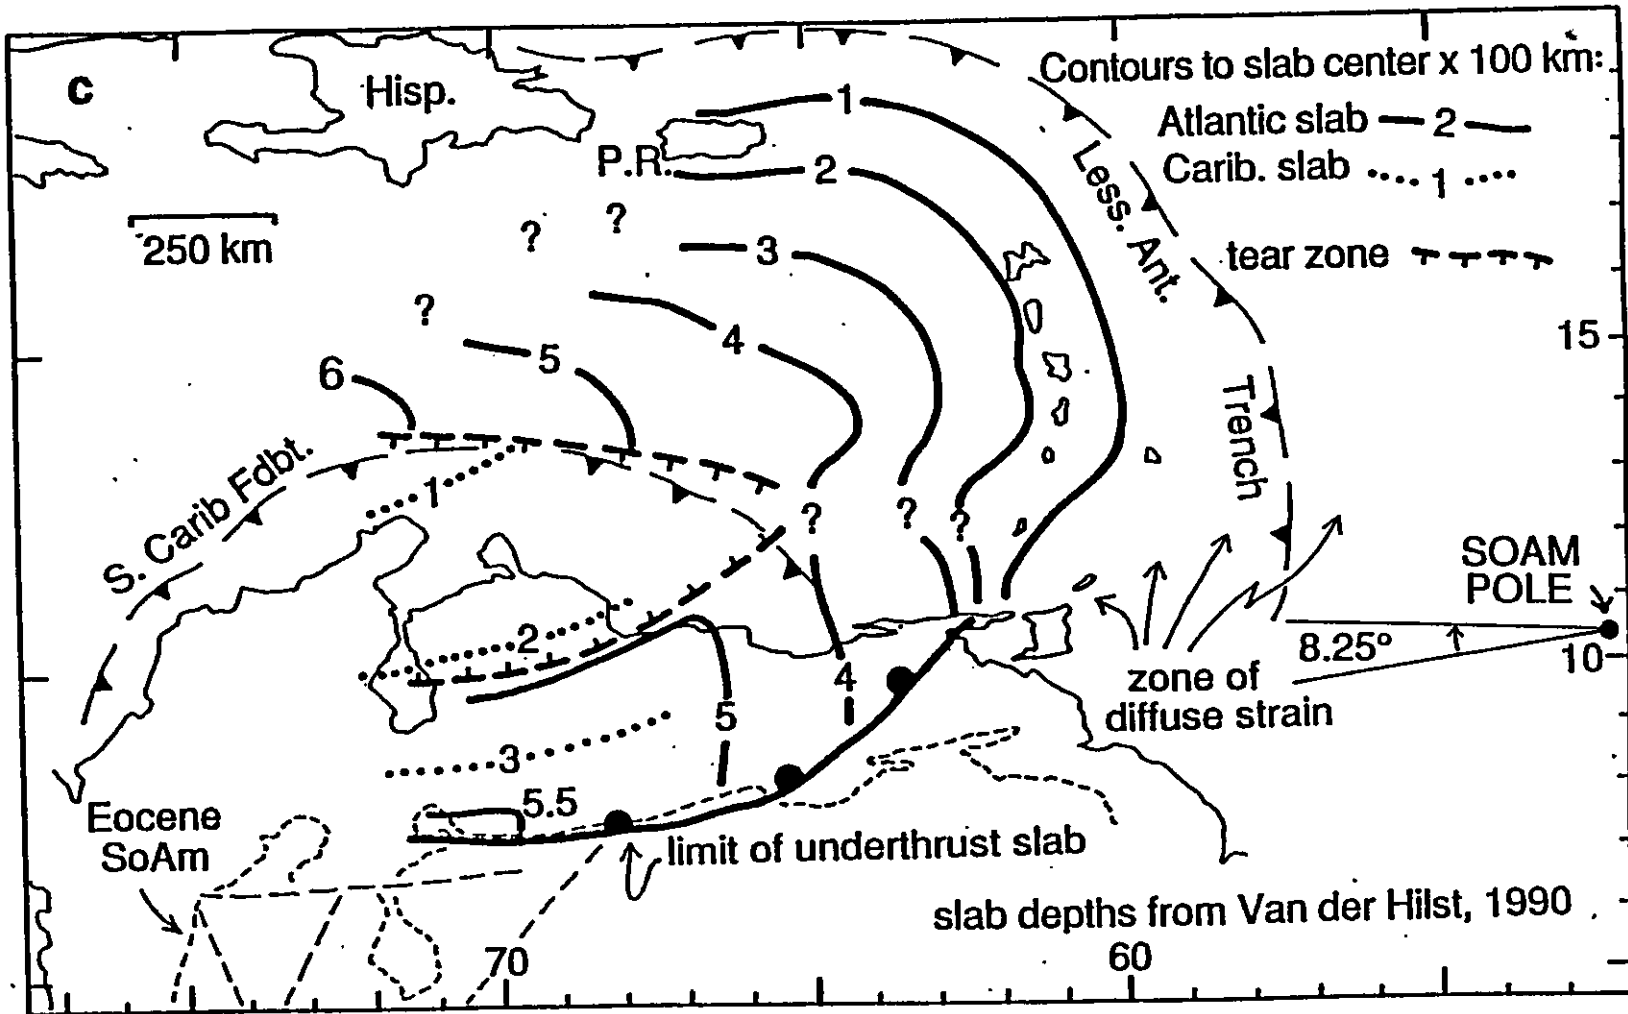 c
Hisp.
P.R.
250 km
Contours to slab center x 100 km:
Atlantic slab 2
Carib. slab 1
tear zone
1
2
3
4
5
6
?
?
?
Less. Ant.
Trench
15
S. Carib Fdbt.
1
?
?
?
2
3
4
5
5.5
SOAM
POLE
8.25º
10
zone of
diffuse strain
Eocene
SoAm
limit of underthrust slab
slab depths from Van der Hilst, 1990
70
60